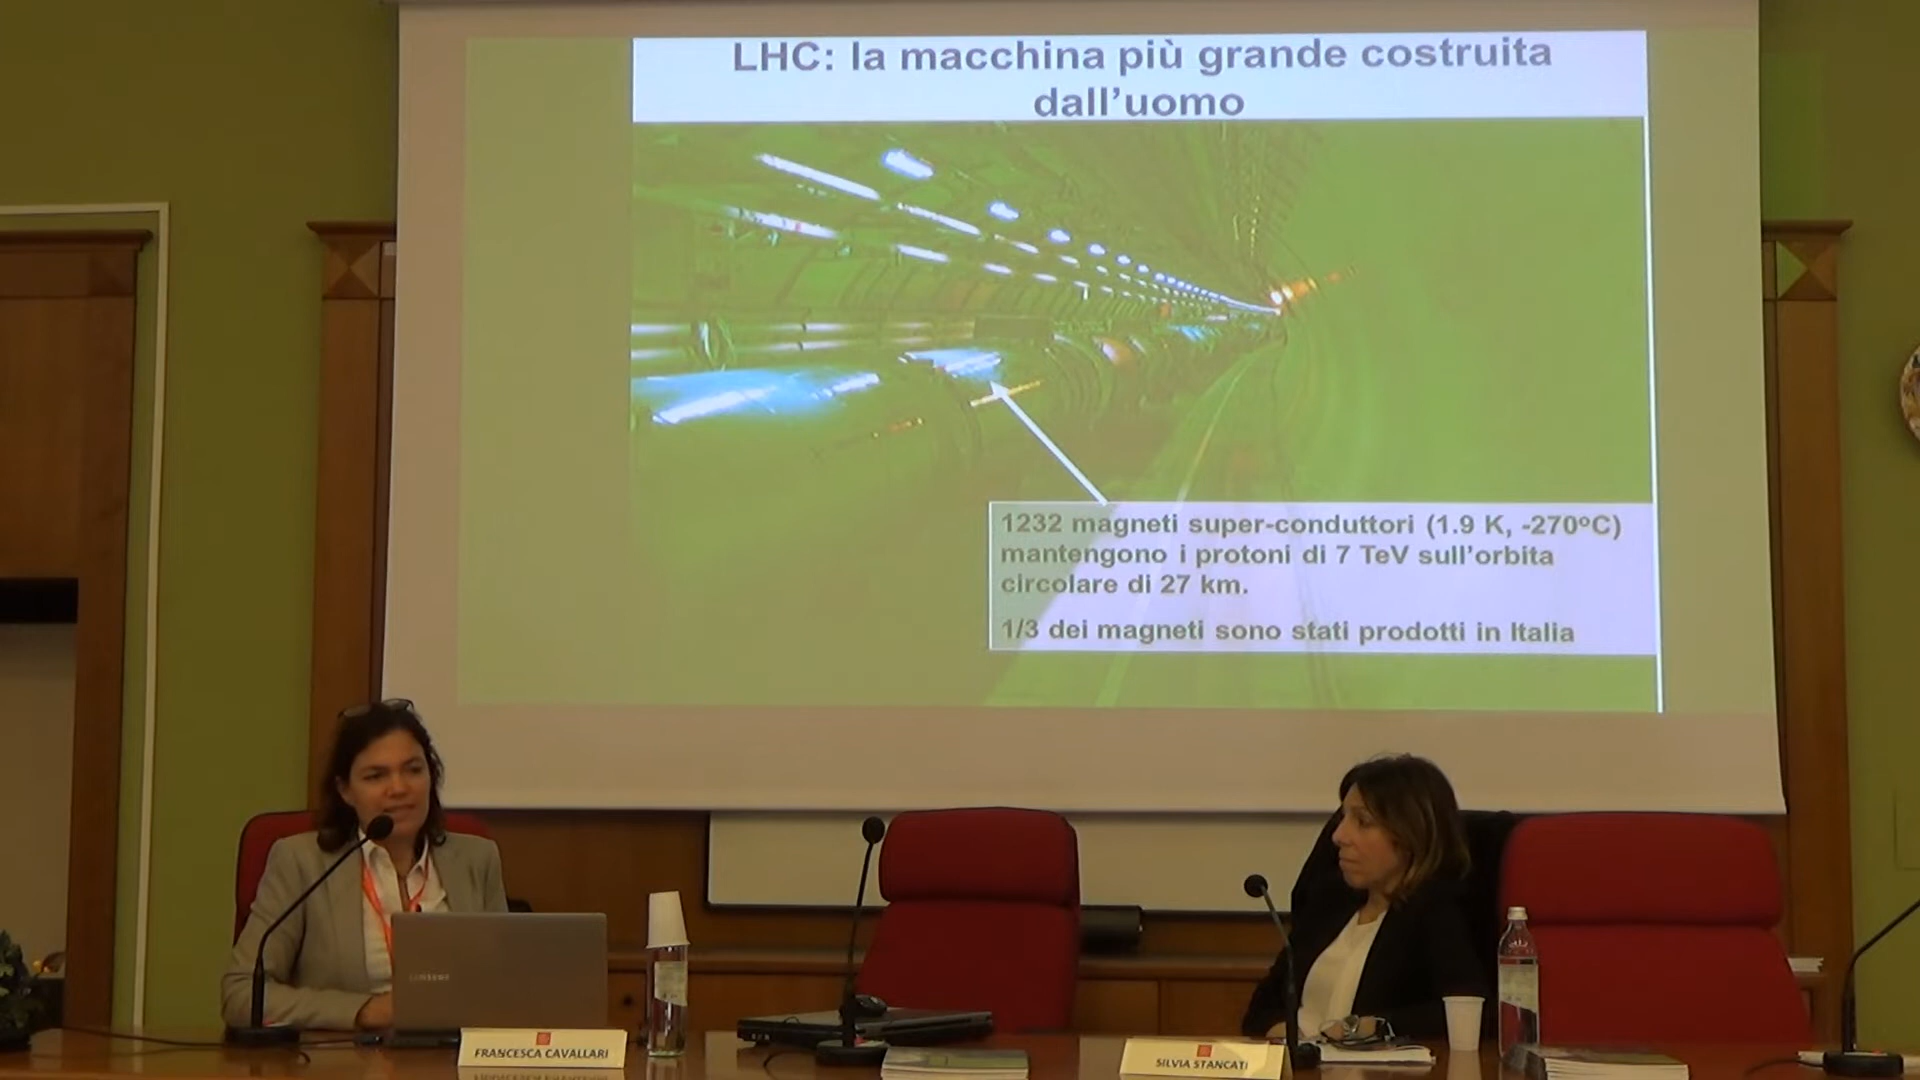 LHC: la macchina più grande costruita
dall'uomo
1232 magneti super-conduttori (1.9 K, -270ºC)
mantengono i protoni di 7 TeV sull'orbita
circolare di 27 km.
1/3 dei magneti sono stati prodotti in Italia
SAMSUNG
FRANCESCA CAVALLARI
SILVIA STANCATI